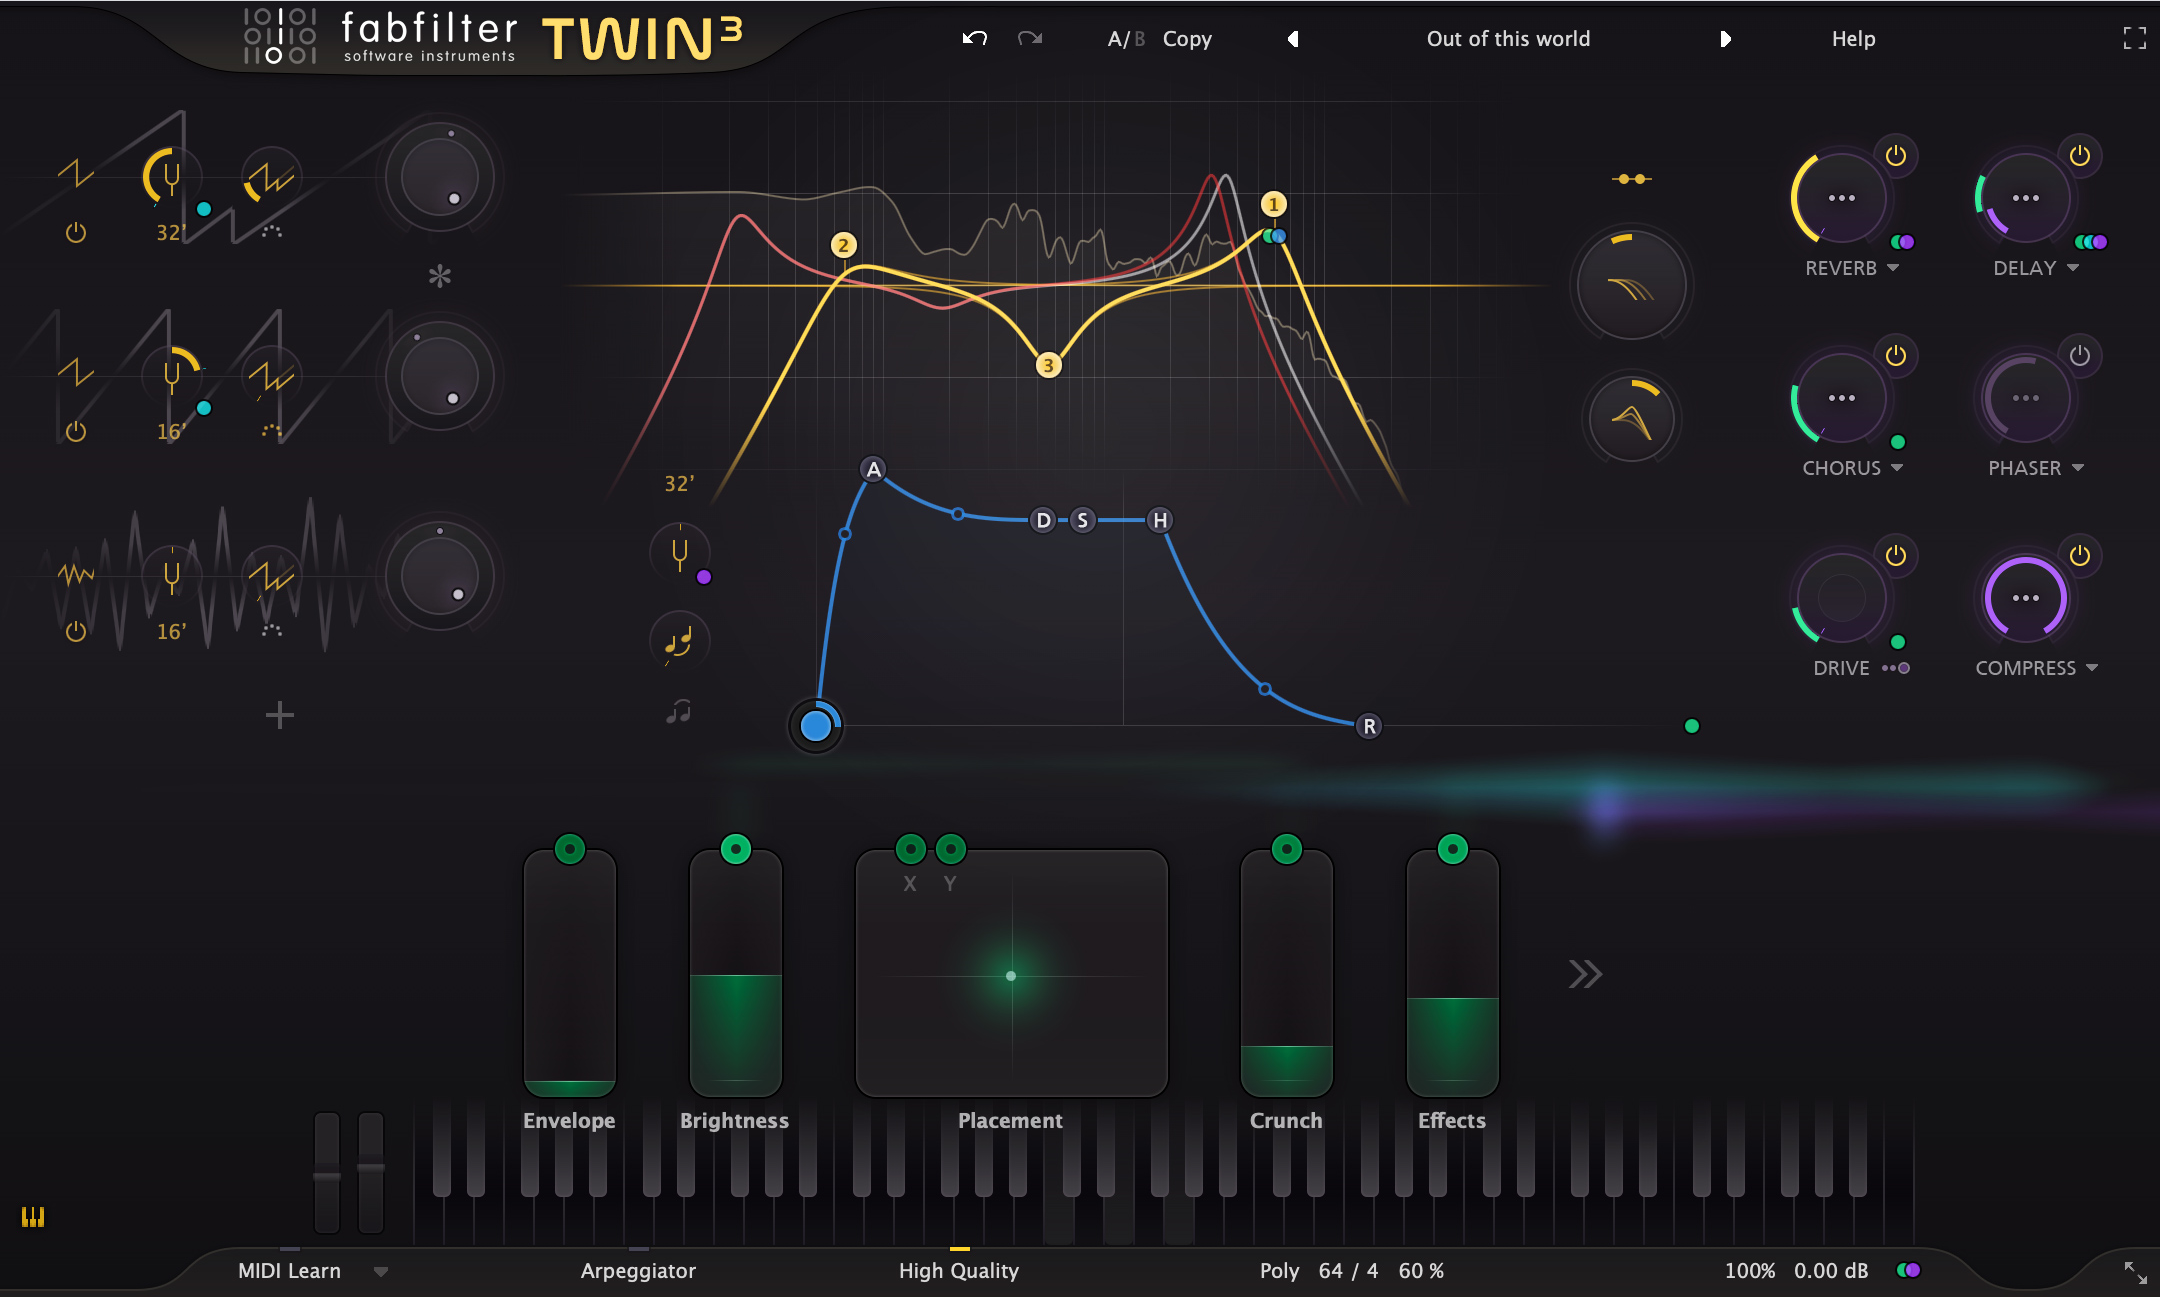 fabfilter TWIN3
software instruments
A/B Copy
Out of this world
Help
32'
16'
16'
32'
1
2
3
A
D
S
H
R
REVERB
DELAY
CHORUS
PHASER
DRIVE
COMPRESS
X Y
Envelope
Brightness
Placement
Crunch
Effects
MIDI Learn
Arpeggiator
High Quality
Poly 64 / 4 60 %
100% 0.00 dB